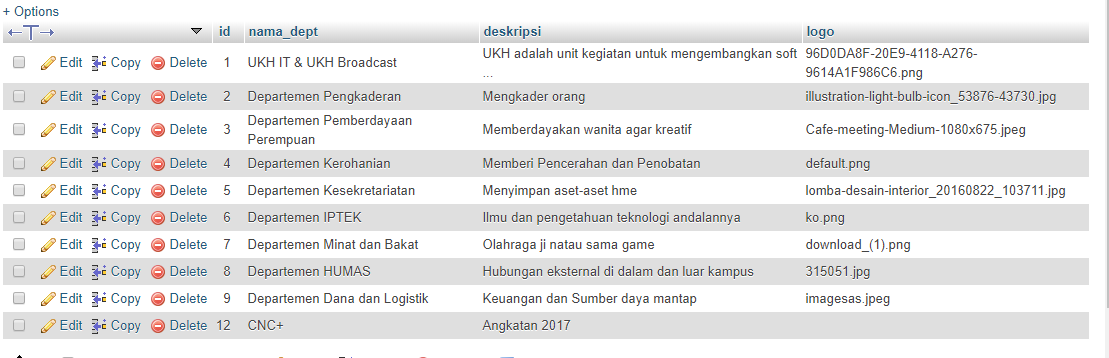 + Options
←T→ id nama_dept deskripsi logo
Edit Copy Delete 1 UKH IT & UKH Broadcast UKH adalah unit kegiatan untuk mengembangkan soft ... 96D0DA8F-20E9-4118-A276-9614A1F986C6.png
Edit Copy Delete 2 Departemen Pengkaderan Mengkader orang illustration-light-bulb-icon_53876-43730.jpg
Edit Copy Delete 3 Departemen Pemberdayaan Perempuan Memberdayakan wanita agar kreatif Cafe-meeting-Medium-1080x675.jpeg
Edit Copy Delete 4 Departemen Kerohanian Memberi Pencerahan dan Penobatan default.png
Edit Copy Delete 5 Departemen Kesekretariatan Menyimpan aset-aset hme lomba-desain-interior_20160822_103711.jpg
Edit Copy Delete 6 Departemen IPTEK Ilmu dan pengetahuan teknologi andalannya ko.png
Edit Copy Delete 7 Departemen Minat dan Bakat Olahraga ji natau sama game download_(1).png
Edit Copy Delete 8 Departemen HUMAS Hubungan eksternal di dalam dan luar kampus 315051.jpg
Edit Copy Delete 9 Departemen Dana dan Logistik Keuangan dan Sumber daya mantap imagesas.jpeg
Edit Copy Delete 12 CNC+ Angkatan 2017